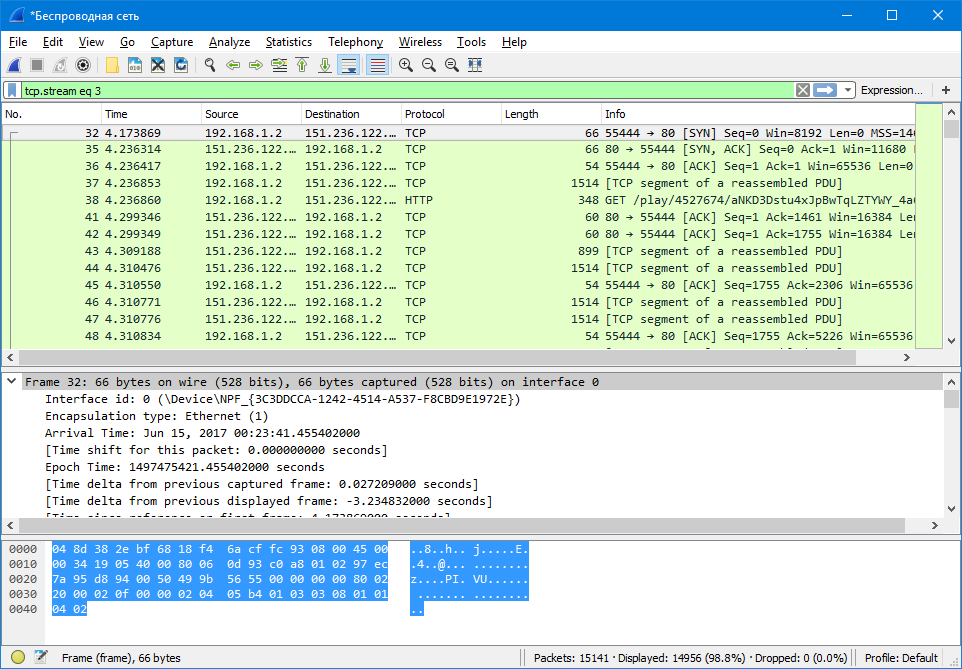 *Беспроводная сеть
File Edit View Go Capture Analyze Statistics Telephony Wireless Tools Help
tcp.stream eq 3 Expression... +
No. Time Source Destination Protocol Length Info
32 4.173869 192.168.1.2 151.236.122.… TCP 66 55444 → 80 [SYN] Seq=0 Win=8192 Len=0 MSS=146
35 4.236314 151.236.122.… 192.168.1.2 TCP 66 80 → 55444 [SYN, ACK] Seq=0 Ack=1 Win=11680
36 4.236417 192.168.1.2 151.236.122.… TCP 54 55444 → 80 [ACK] Seq=1 Ack=1 Win=65536 Len=0
37 4.236853 192.168.1.2 151.236.122.… TCP 1514 [TCP segment of a reassembled PDU]
38 4.236860 192.168.1.2 151.236.122.… HTTP 348 GET /play/4527674/aNKD3Dstu4xJpBwTqLZTYWY_4a
41 4.299346 151.236.122.… 192.168.1.2 TCP 60 80 → 55444 [ACK] Seq=1 Ack=1461 Win=16384 Len
42 4.299349 151.236.122.… 192.168.1.2 TCP 60 80 → 55444 [ACK] Seq=1 Ack=1755 Win=16384 Len
43 4.309188 151.236.122.… 192.168.1.2 TCP 899 [TCP segment of a reassembled PDU]
44 4.310476 151.236.122.… 192.168.1.2 TCP 1514 [TCP segment of a reassembled PDU]
45 4.310550 192.168.1.2 151.236.122.… TCP 54 55444 → 80 [ACK] Seq=1755 Ack=2306 Win=65536
46 4.310771 151.236.122.… 192.168.1.2 TCP 1514 [TCP segment of a reassembled PDU]
47 4.310776 151.236.122.… 192.168.1.2 TCP 1514 [TCP segment of a reassembled PDU]
48 4.310834 192.168.1.2 151.236.122.… TCP 54 55444 → 80 [ACK] Seq=1755 Ack=5226 Win=65536
Frame 32: 66 bytes on wire (528 bits), 66 bytes captured (528 bits) on interface 0
Interface id: 0 (\Device\NPF_{3C3DDCCA-1242-4514-A537-F8CBD9E1972E})
Encapsulation type: Ethernet (1)
Arrival Time: Jun 15, 2017 00:23:41.455402000
[Time shift for this packet: 0.000000000 seconds]
Epoch Time: 1497475421.455402000 seconds
[Time delta from previous captured frame: 0.027209000 seconds]
[Time delta from previous displayed frame: -3.234832000 seconds]
[Time since reference or first frame: 4.173869000 seconds]
0000 04 8d 38 2e bf 68 18 f4 6a cf fc 93 08 00 45 00 ..8..h.. j.....E.
0010 00 34 19 05 40 00 80 06 0d 93 c0 a8 01 02 97 ec .4..@... ........
0020 7a 95 d8 94 00 50 49 9b 56 55 00 00 00 00 80 02 z....PI. VU......
0030 20 00 02 0f 00 00 02 04 05 b4 01 03 03 08 01 01 ....... ........
0040 04 02 ..
Frame (frame), 66 bytes Packets: 15141 · Displayed: 14956 (98.8%) · Dropped: 0 (0.0%) Profile: Default